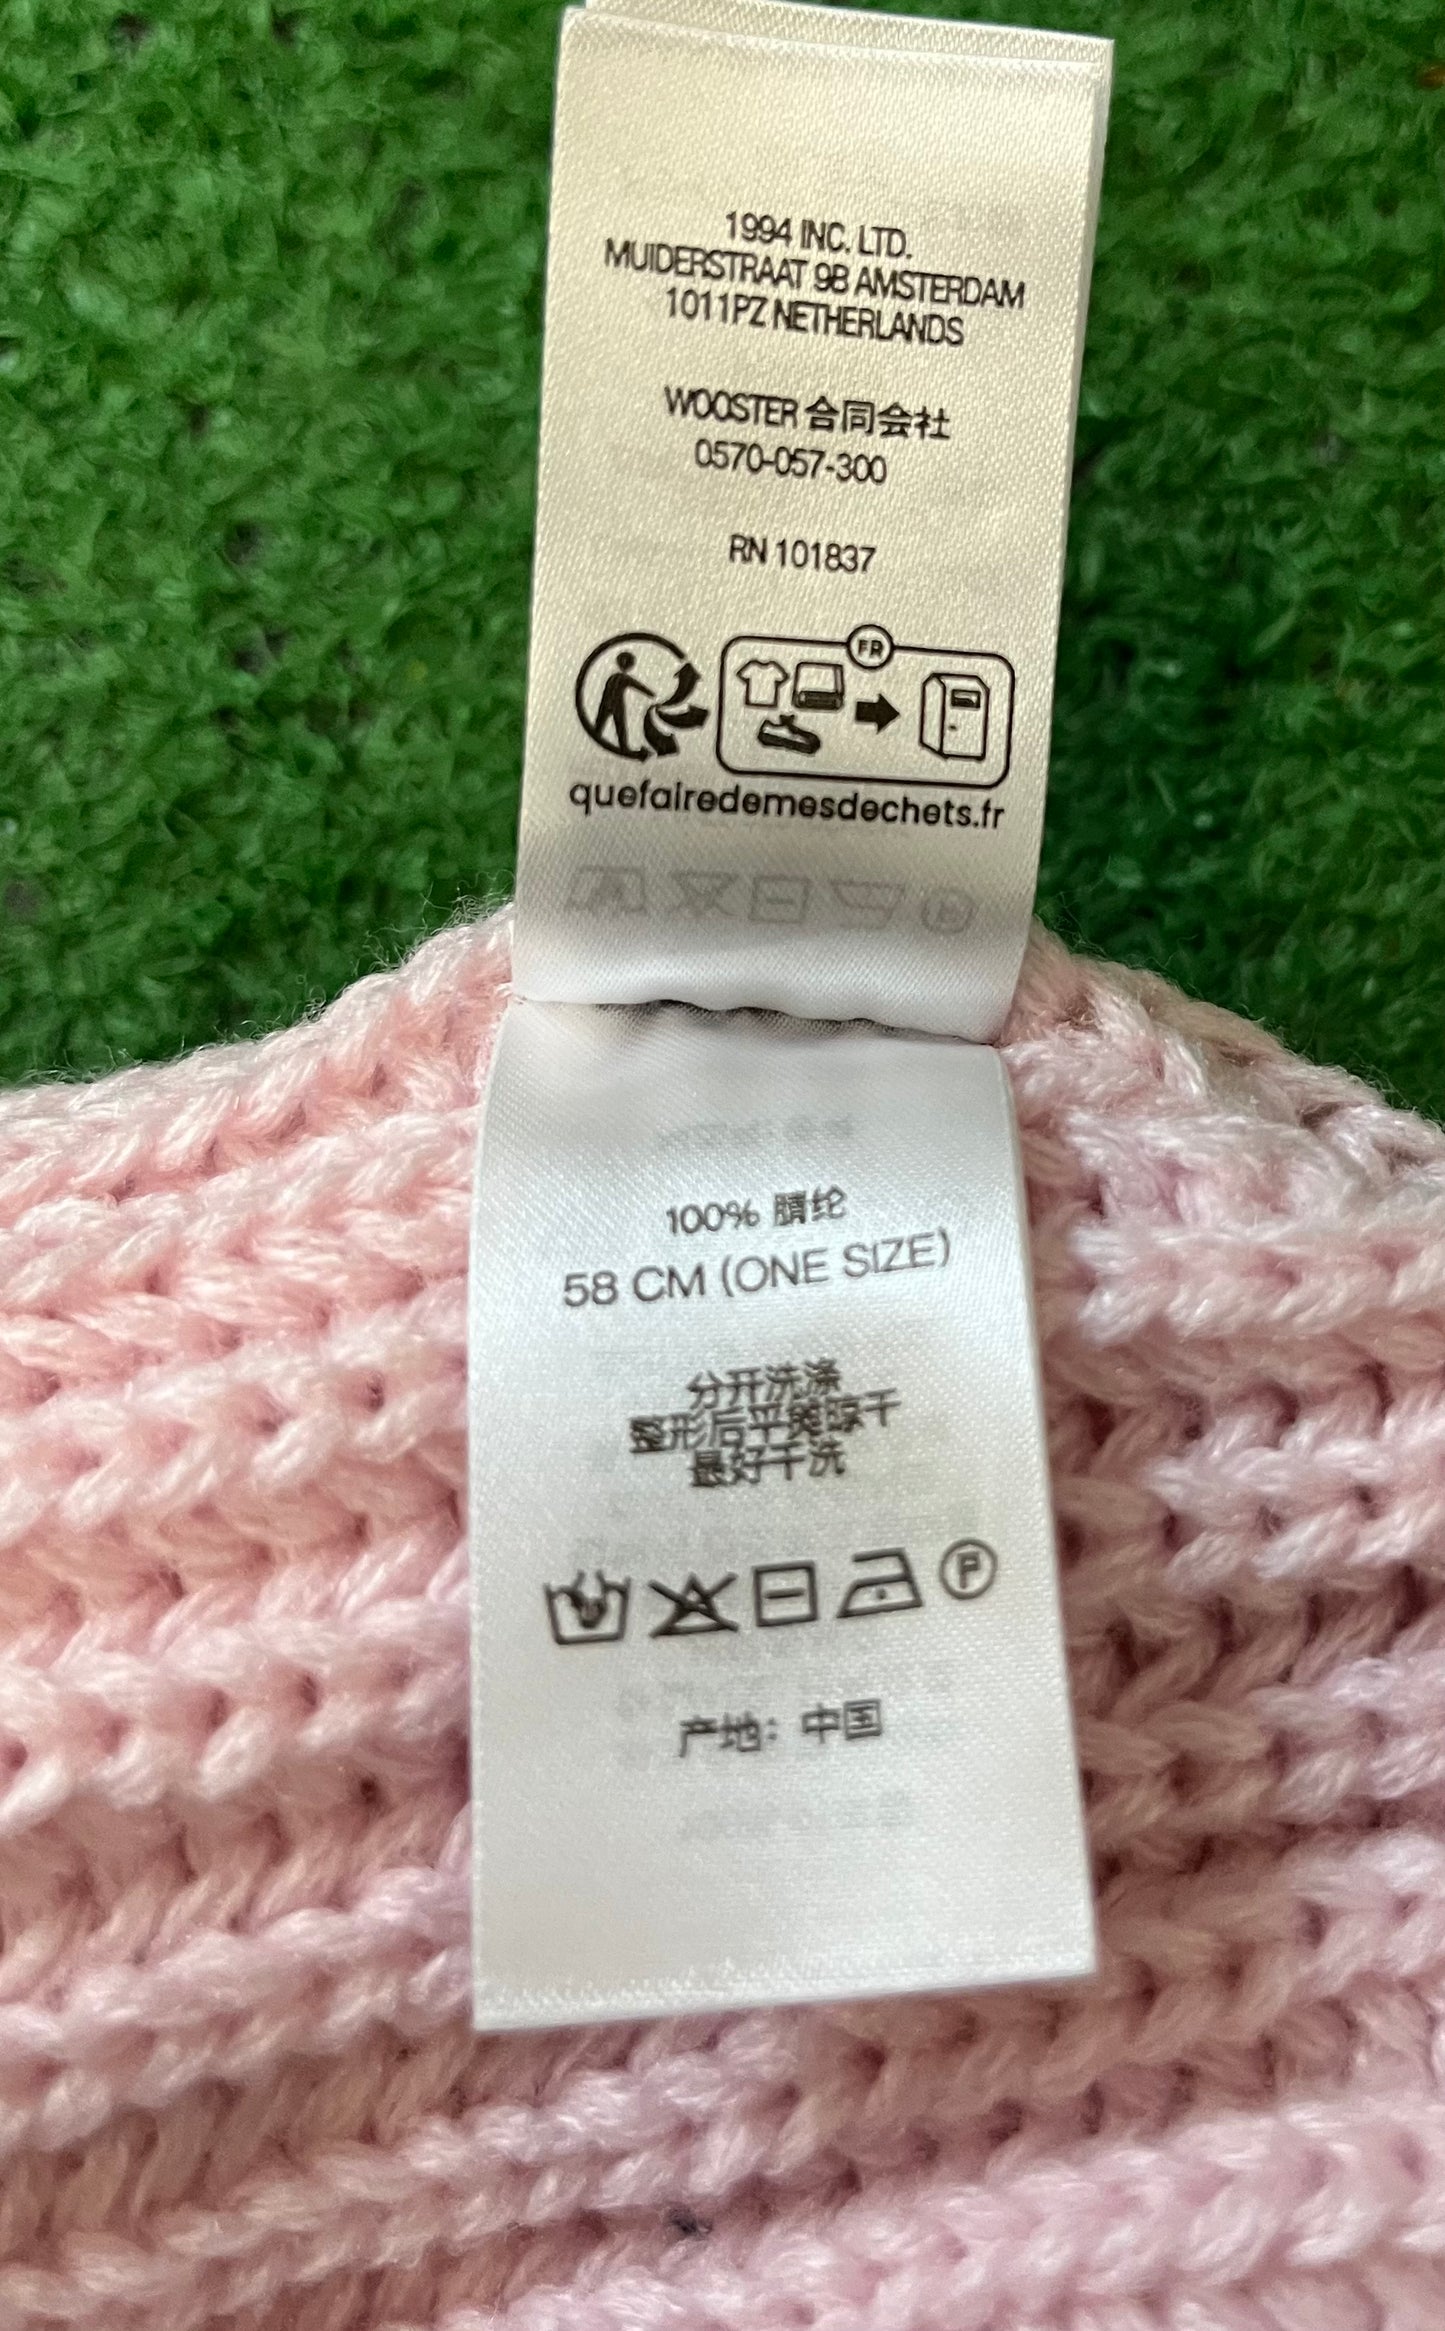 1994 INC. LTD.
MUIDERSTRAAT 9B AMSTERDAM
1011PZ NETHERLANDS
WOOSTER 合同会社
0570-057-300
RN 101837
FR
quefairedemesdechets.fr
100% 腈纶
58 CM (ONE SIZE)
分开洗涤
整形后平铺晾干
最好干洗
P
产地：中国